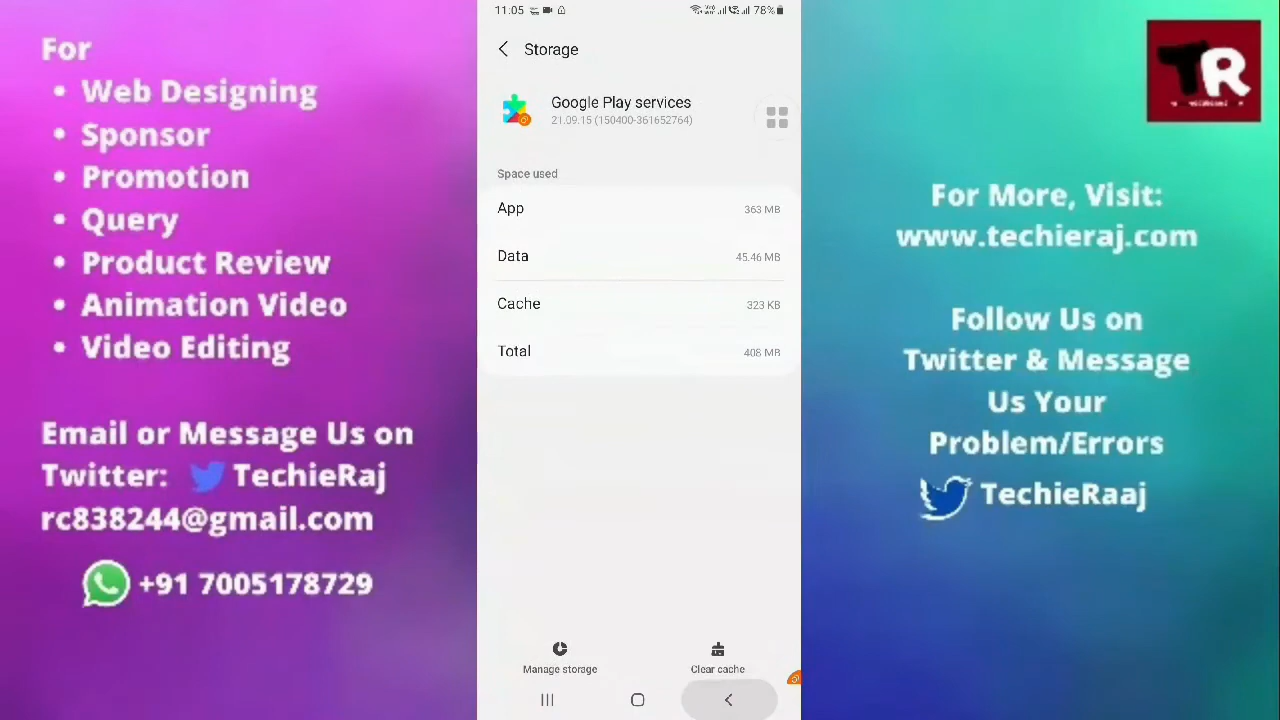 For
• Web Designing
• Sponsor
• Promotion
• Query
• Product Review
• Animation Video
• Video Editing
Email or Message Us on
Twitter: TechieRaj
rc838244@gmail.com
+91 7005178729
11:05
78%
Storage
Google Play services
21.09.15 (150400-361652764)
Space used
App 363 MB
Data 45.46 MB
Cache 323 KB
Total 408 MB
Manage storage
Clear cache
TR
For More, Visit:
www.techieraj.com
Follow Us on
Twitter & Message
Us Your
Problem/Errors
TechieRaaj